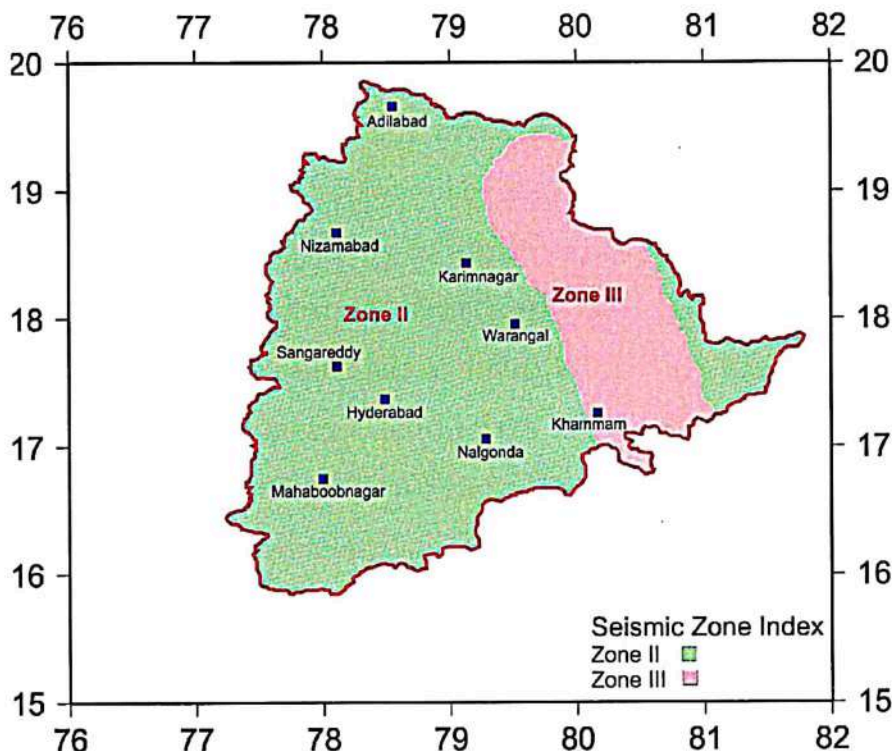 76 77 78 79 80 81 82
20 20
Adilabad
19 19
Nizamabad
Karimnagar
Zone III
Zone II
18 18
Warangal
Sangareddy
Hyderabad
Khammam
Nalgonda
17 17
Mahaboobnagar
16 16
Seismic Zone Index
Zone II
Zone III
15 15
76 77 78 79 80 81 82